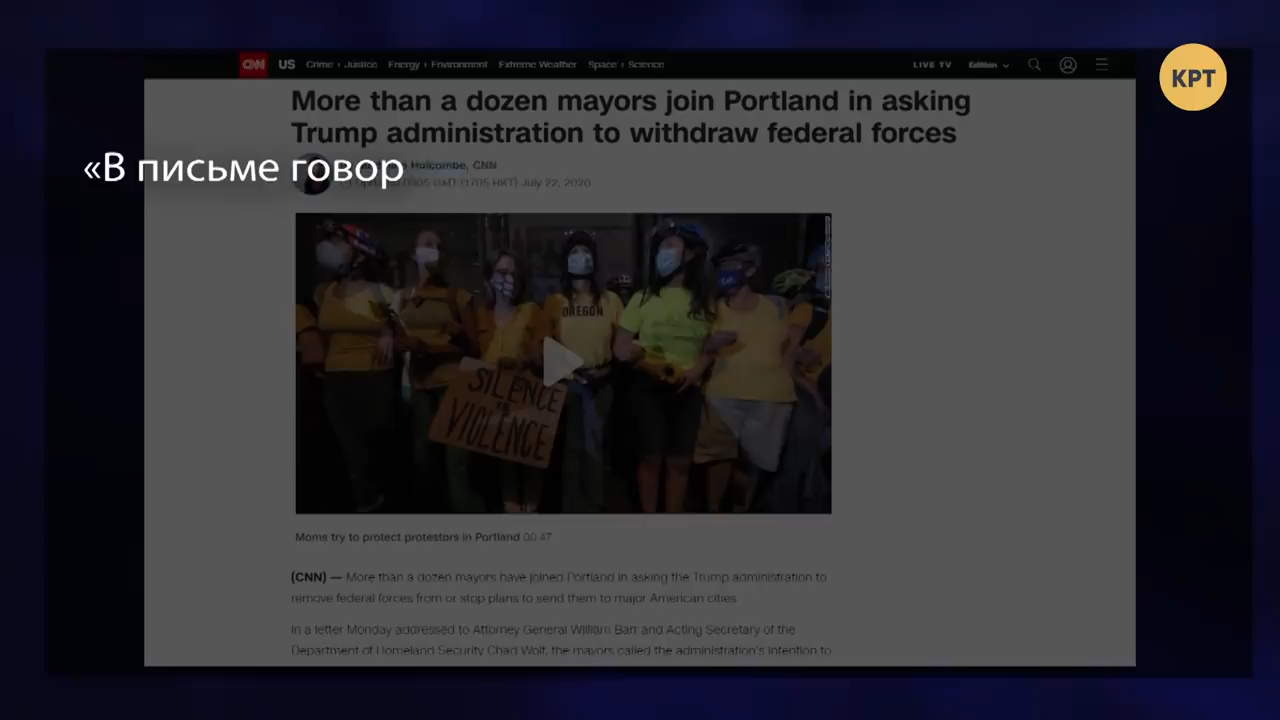 CNN US Crime + Justice Energy + Environment Extreme Weather Space + Science LIVE TV Edition
КРТ
More than a dozen mayors join Portland in asking
Trump administration to withdraw federal forces
«В письме говор
Holcombe, CNN
0905 GMT (1705 HKT) July 22, 2020
OREGON
SILENCE
IS
VIOLENCE
Moms try to protect protestors in Portland 00:47
(CNN) — More than a dozen mayors have joined Portland in asking the Trump administration to
remove federal forces from or stop plans to send them to major American cities.
In a letter Monday addressed to Attorney General William Barr and Acting Secretary of the
Department of Homeland Security Chad Wolf, the mayors called the administration's intention to